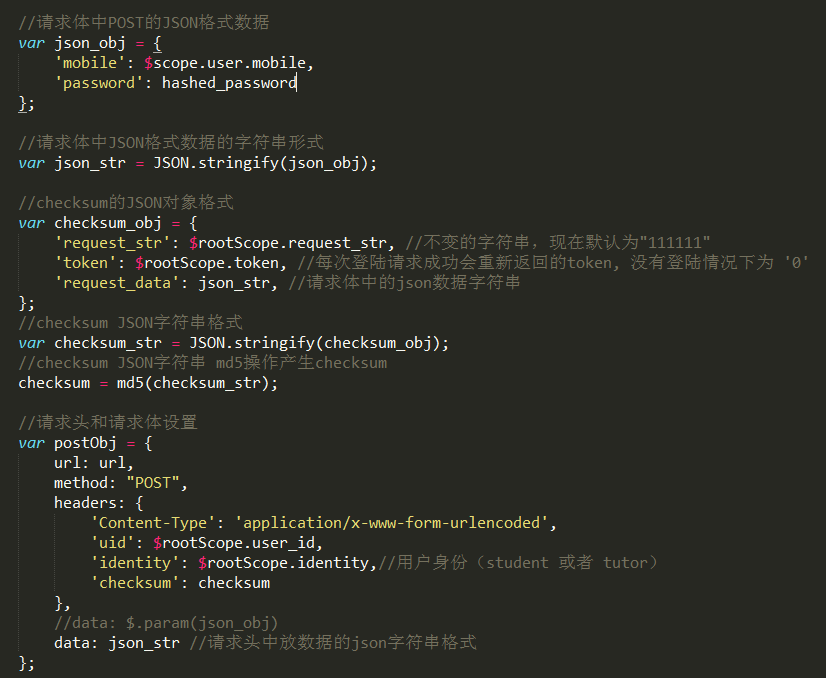 //请求体中POST的JSON格式数据
var json_obj = {
'mobile': $scope.user.mobile,
'password': hashed_password
};
//请求体中JSON格式数据的字符串形式
var json_str = JSON.stringify(json_obj);
//checksum的JSON对象格式
var checksum_obj = {
'request_str': $rootScope.request_str, //不变的字符串，现在默认为"111111"
'token': $rootScope.token, //每次登陆请求成功会重新返回的token, 没有登陆情况下为 '0'
'request_data': json_str, //请求体中的json数据字符串
};
//checksum JSON字符串格式
var checksum_str = JSON.stringify(checksum_obj);
//checksum JSON字符串 md5操作产生checksum
checksum = md5(checksum_str);
//请求头和请求体设置
var postObj = {
url: url,
method: "POST",
headers: {
'Content-Type': 'application/x-www-form-urlencoded',
'uid': $rootScope.user_id,
'identity': $rootScope.identity,//用户身份（student 或者 tutor）
'checksum': checksum
},
//data: $.param(json_obj)
data: json_str //请求头中放数据的json字符串格式
};